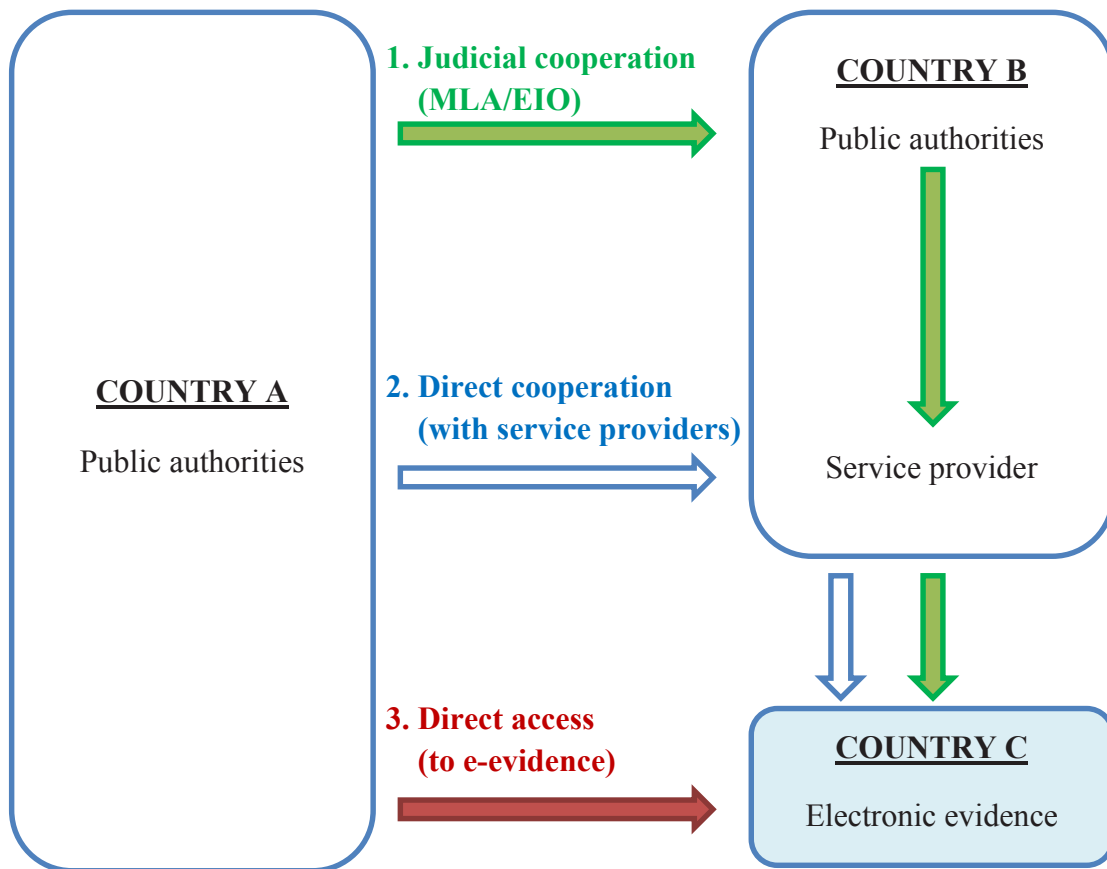 COUNTRY A
Public authorities
1. Judicial cooperation
(MLA/EIO)
2. Direct cooperation
(with service providers)
3. Direct access
(to e-evidence)
COUNTRY B
Public authorities
Service provider
COUNTRY C
Electronic evidence